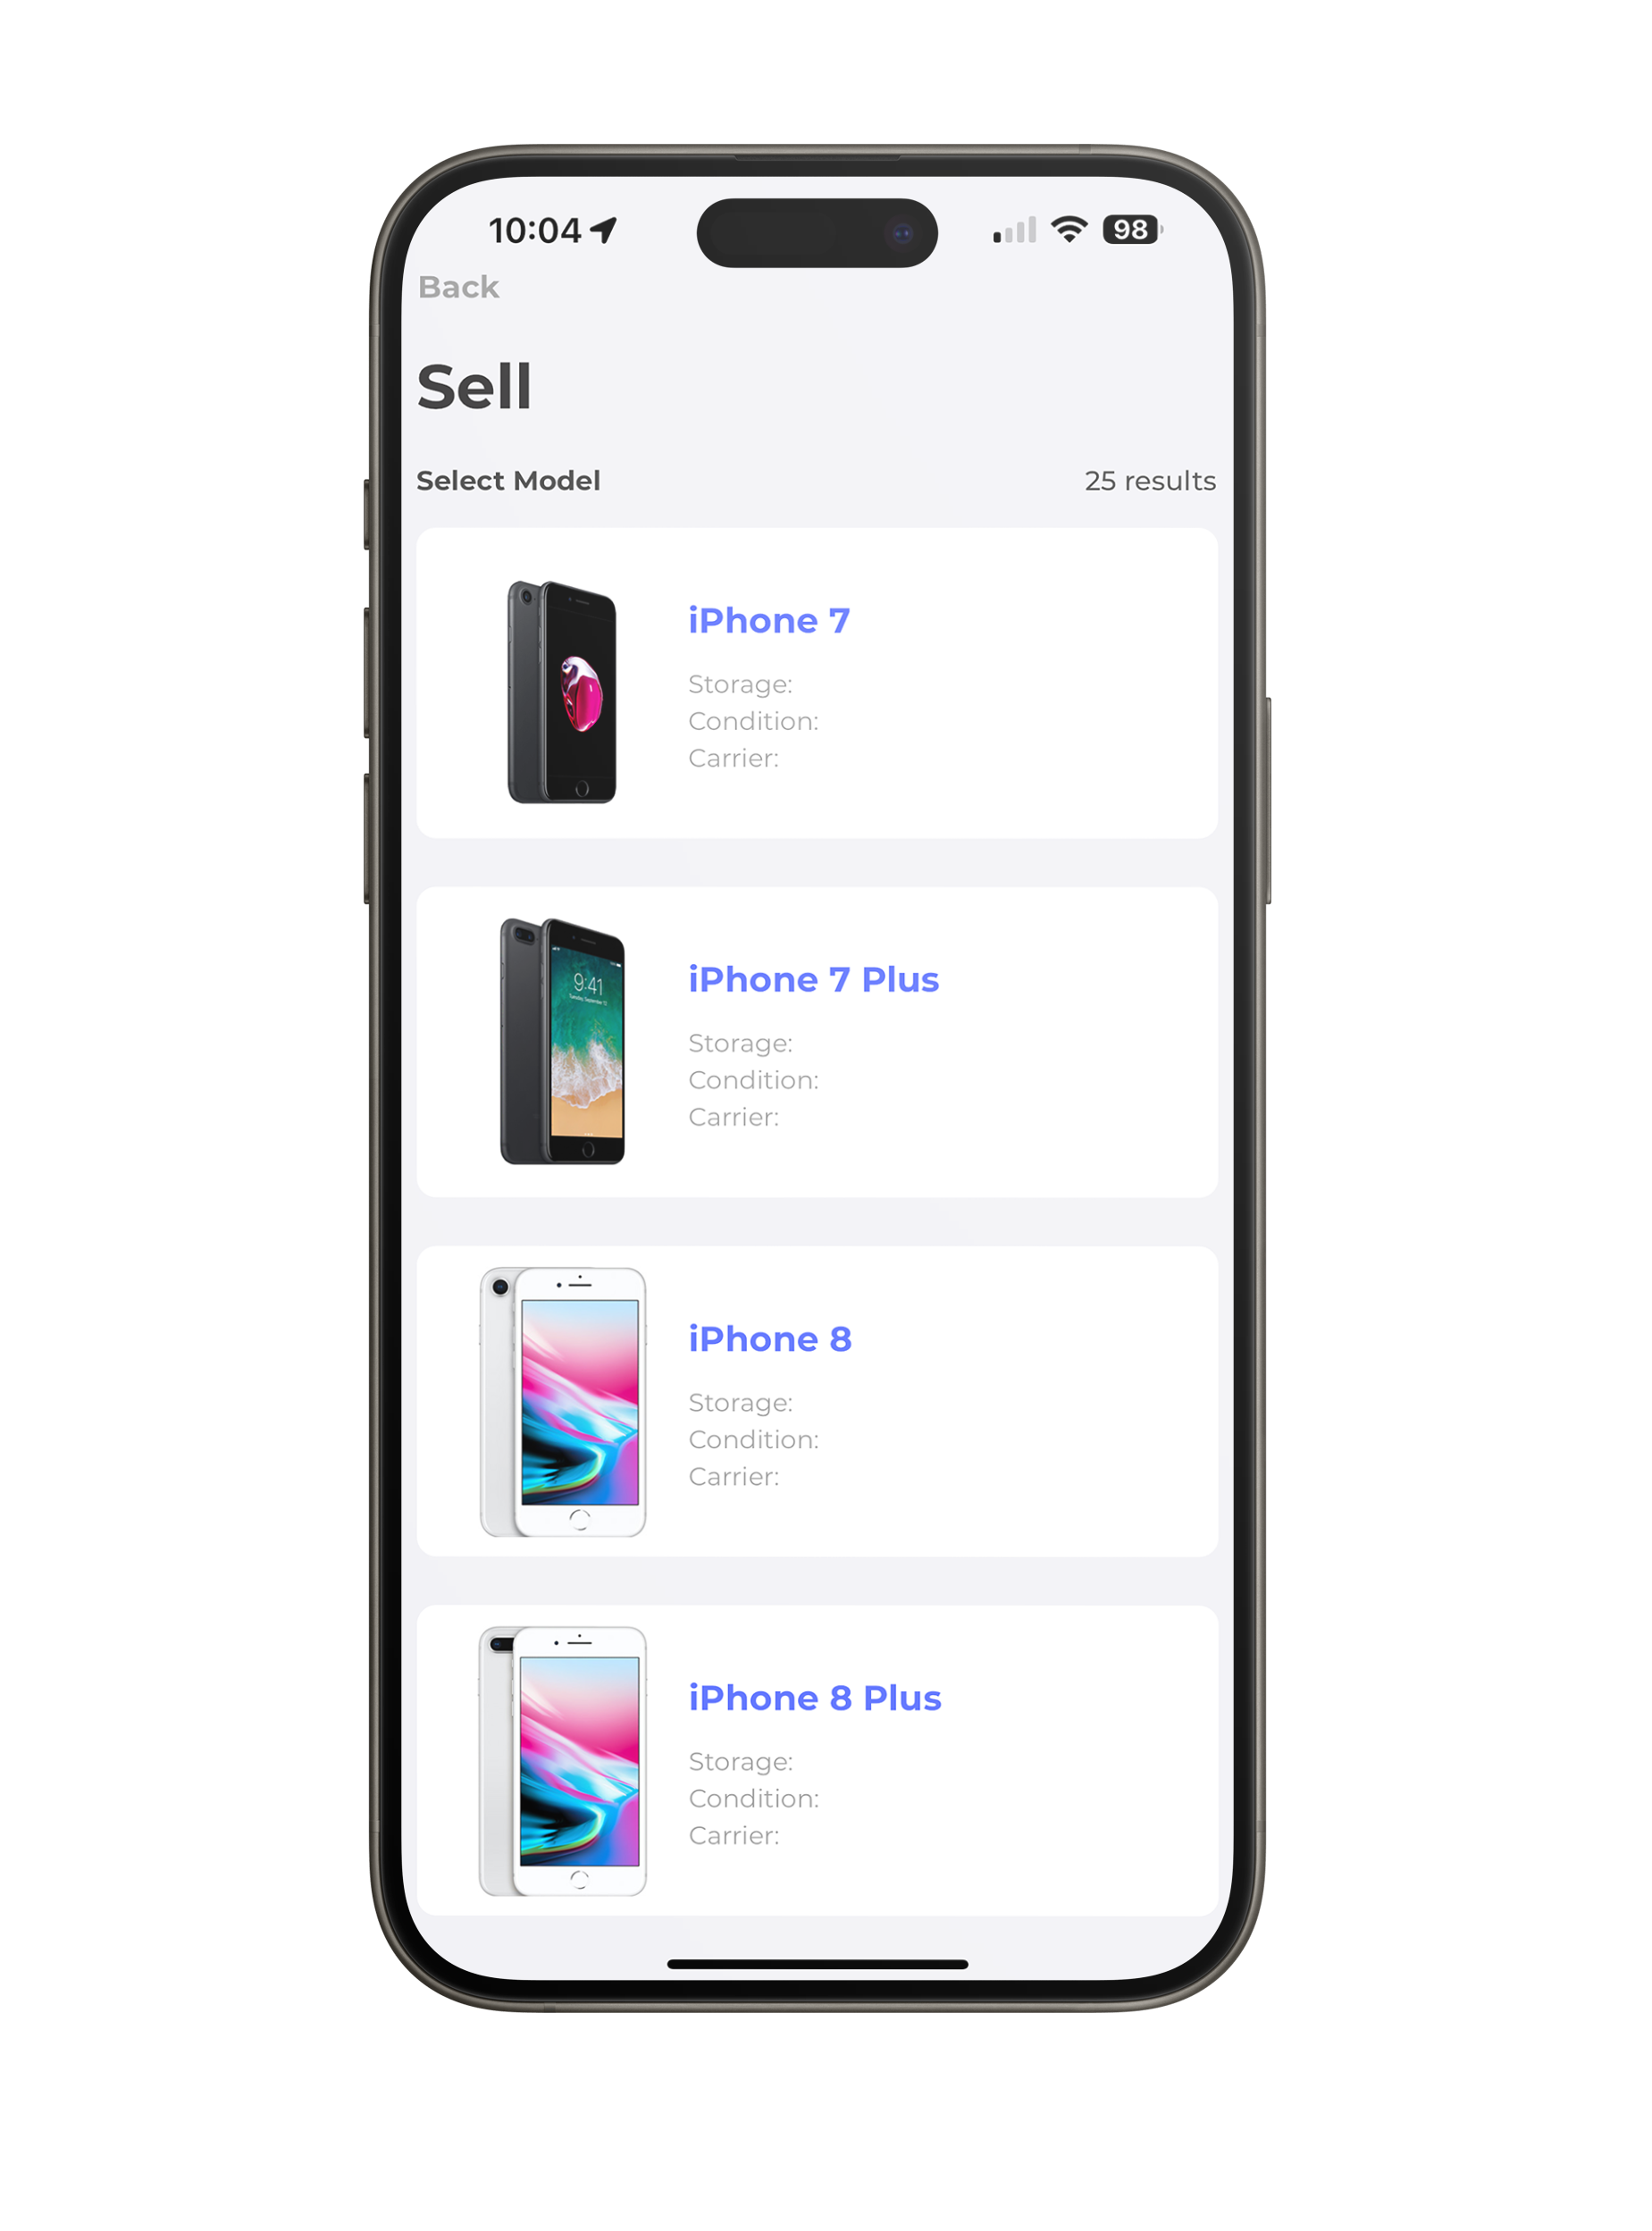 10:04
98
Back
Sell
Select Model
25 results
iPhone 7
Storage:
Condition:
Carrier:
9:41
iPhone 7 Plus
Storage:
Condition:
Carrier:
iPhone 8
Storage:
Condition:
Carrier:
iPhone 8 Plus
Storage:
Condition:
Carrier: